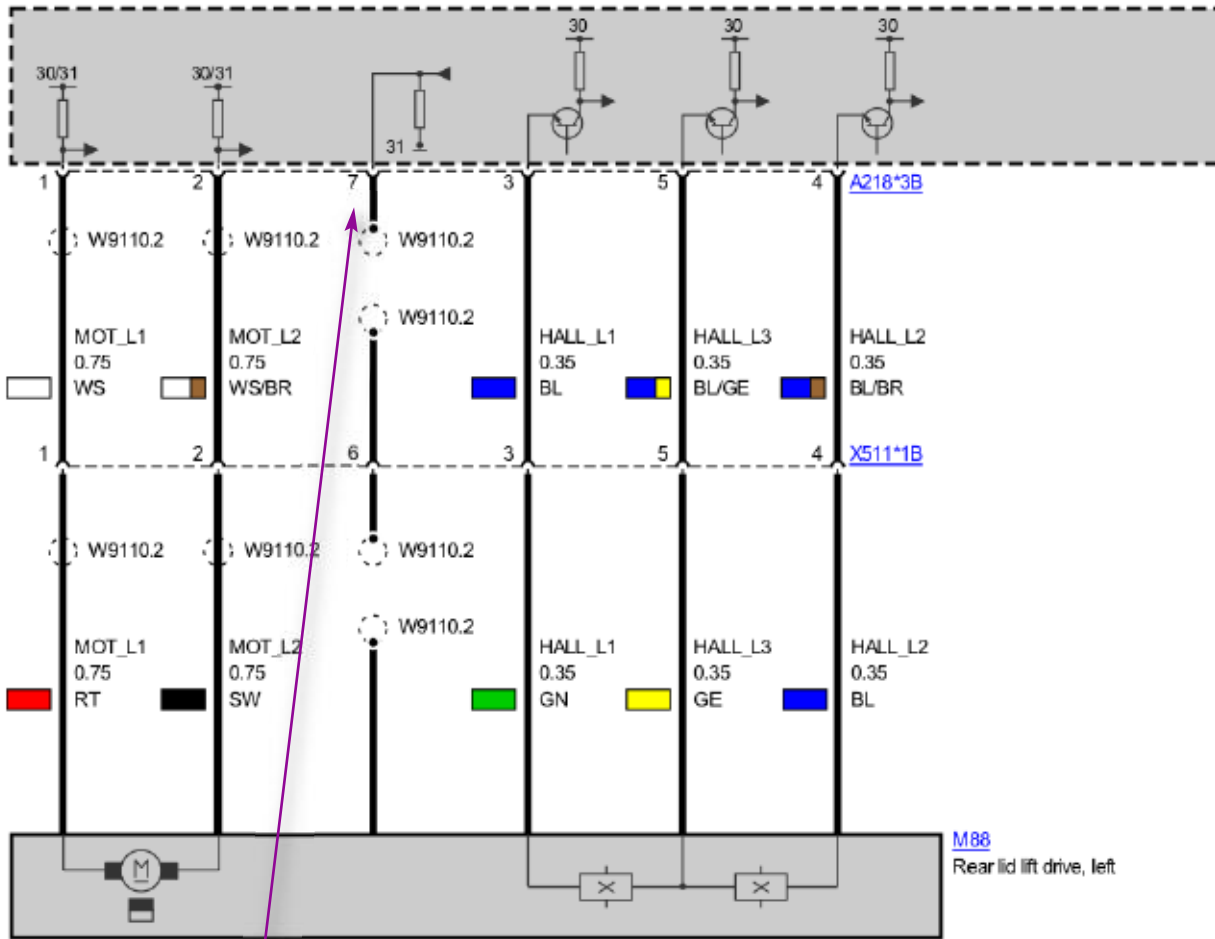 30 30 30
30/31 30/31
31
1 2 7 3 5 4 A218*3B
W9110.2 W9110.2 W9110.2
W9110.2
MOT_L1 MOT_L2 HALL_L1 HALL_L3 HALL_L2
0.75 0.75 0.35 0.35 0.35
WS WS/BR BL BL/GE BL/BR
1 2 6 3 5 4 X511*1B
W9110.2 W9110.2 W9110.2
W9110.2
MOT_L1 MOT_L2 HALL_L1 HALL_L3 HALL_L2
0.75 0.75 0.35 0.35 0.35
RT SW GN GE BL
M88
M Rear lid lift drive, left